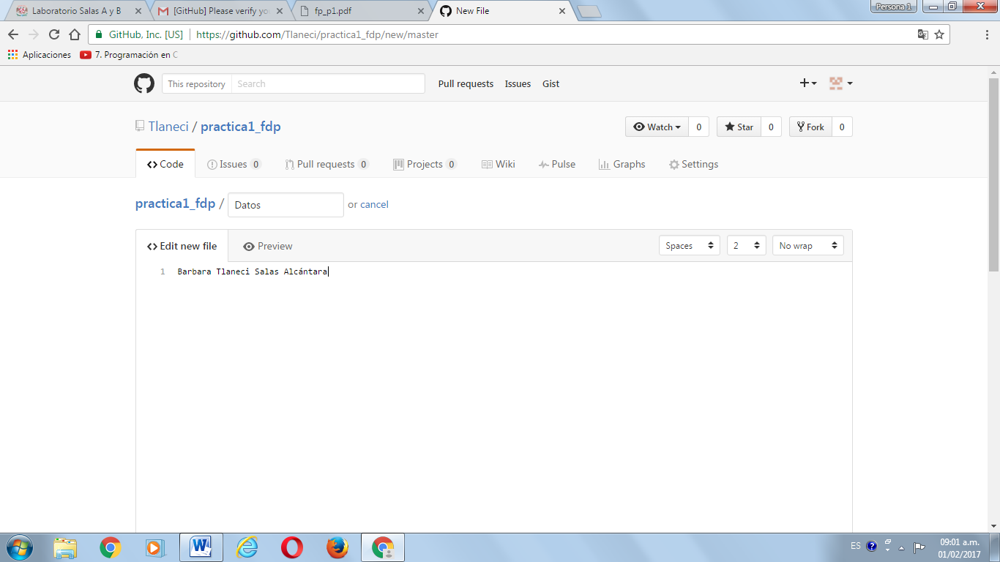 Laboratorio Salas A y B
[GitHub] Please verify yo
fp_p1.pdf
New File
Persona 1
GitHub, Inc. [US]
https://github.com/Tlaneci/practica1_fdp/new/master
Aplicaciones
7. Programación en C
This repository
Search
Pull requests
Issues
Gist
Tlaneci / practica1_fdp
Watch
0
Star
0
Fork
0
Code
Issues 0
Pull requests 0
Projects 0
Wiki
Pulse
Graphs
Settings
practica1_fdp /
Datos
or cancel
Edit new file
Preview
Spaces
2
No wrap
1
Barbara Tlaneci Salas Alcántara
ES
09:01 a.m.
01/02/2017